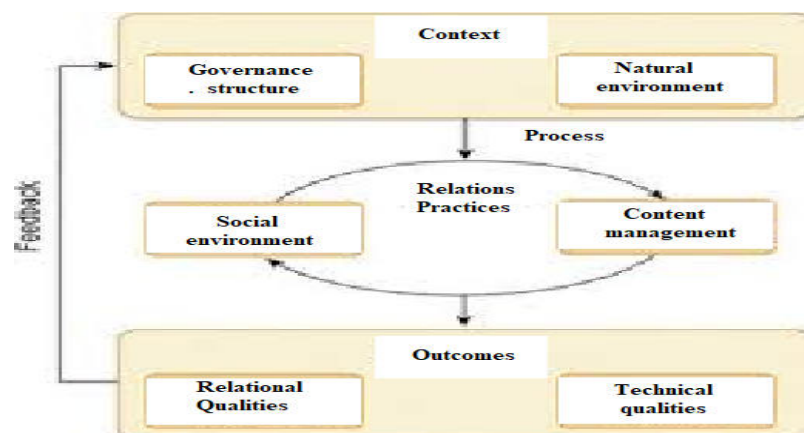 Context
Governance
. structure
Natural
environment
Process
Relations
Practices
Social
environment
Content
management
Feedback
Outcomes
Relational
Qualities
Technical
qualities